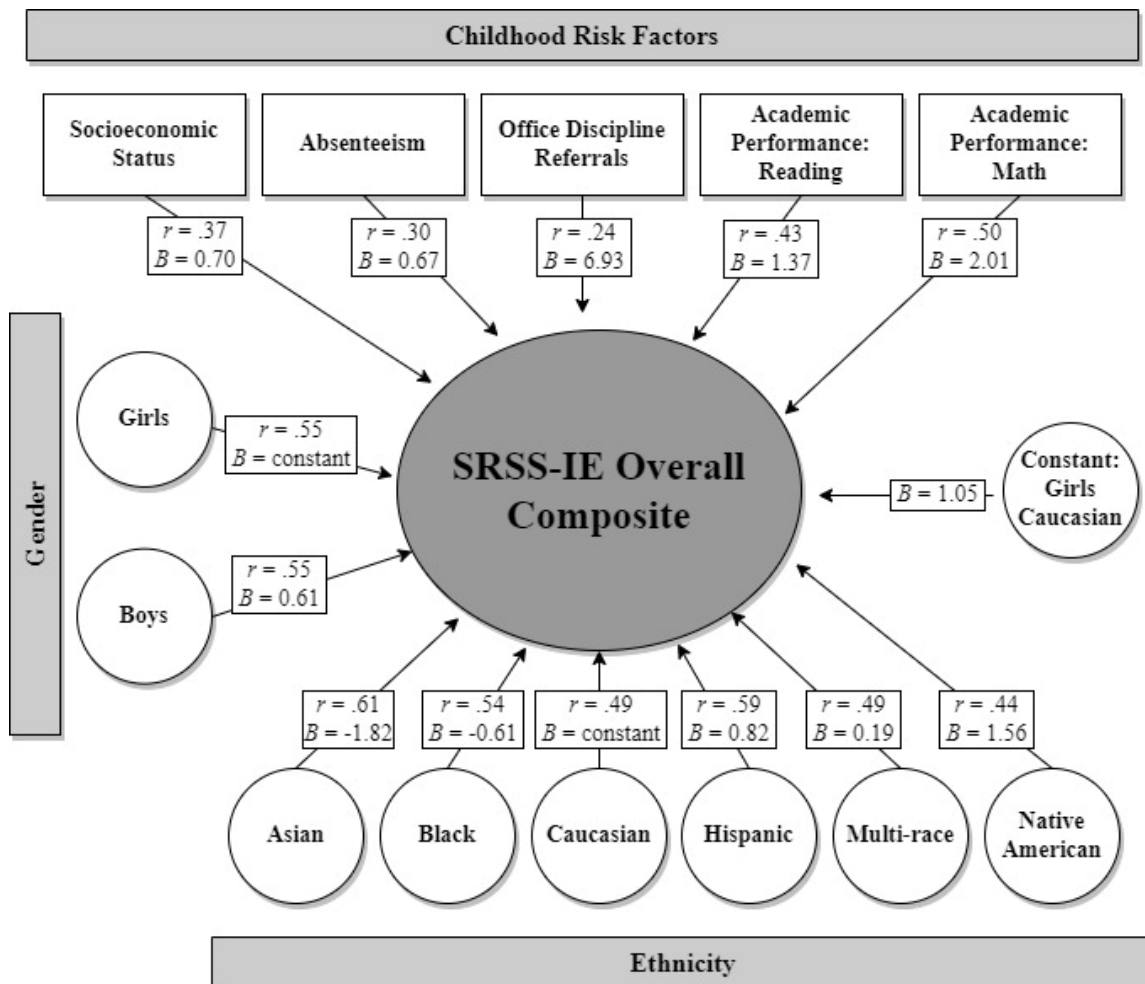 Childhood Risk Factors
Socioeconomic
Status
Absenteeism
Office Discipline
Referrals
Academic
Performance:
Reading
Academic
Performance:
Math
r = .37
B = 0.70
r = .30
B = 0.67
r = .24
B = 6.93
r = .43
B = 1.37
r = .50
B = 2.01
Gender
Girls
r = .55
B = constant
Boys
r = .55
B = 0.61
SRSS-IE Overall
Composite
B = 1.05
Constant:
Girls
Caucasian
r = .61
B = -1.82
r = .54
B = -0.61
r = .49
B = constant
r = .59
B = 0.82
r = .49
B = 0.19
r = .44
B = 1.56
Asian
Black
Caucasian
Hispanic
Multi-race
Native
American
Ethnicity